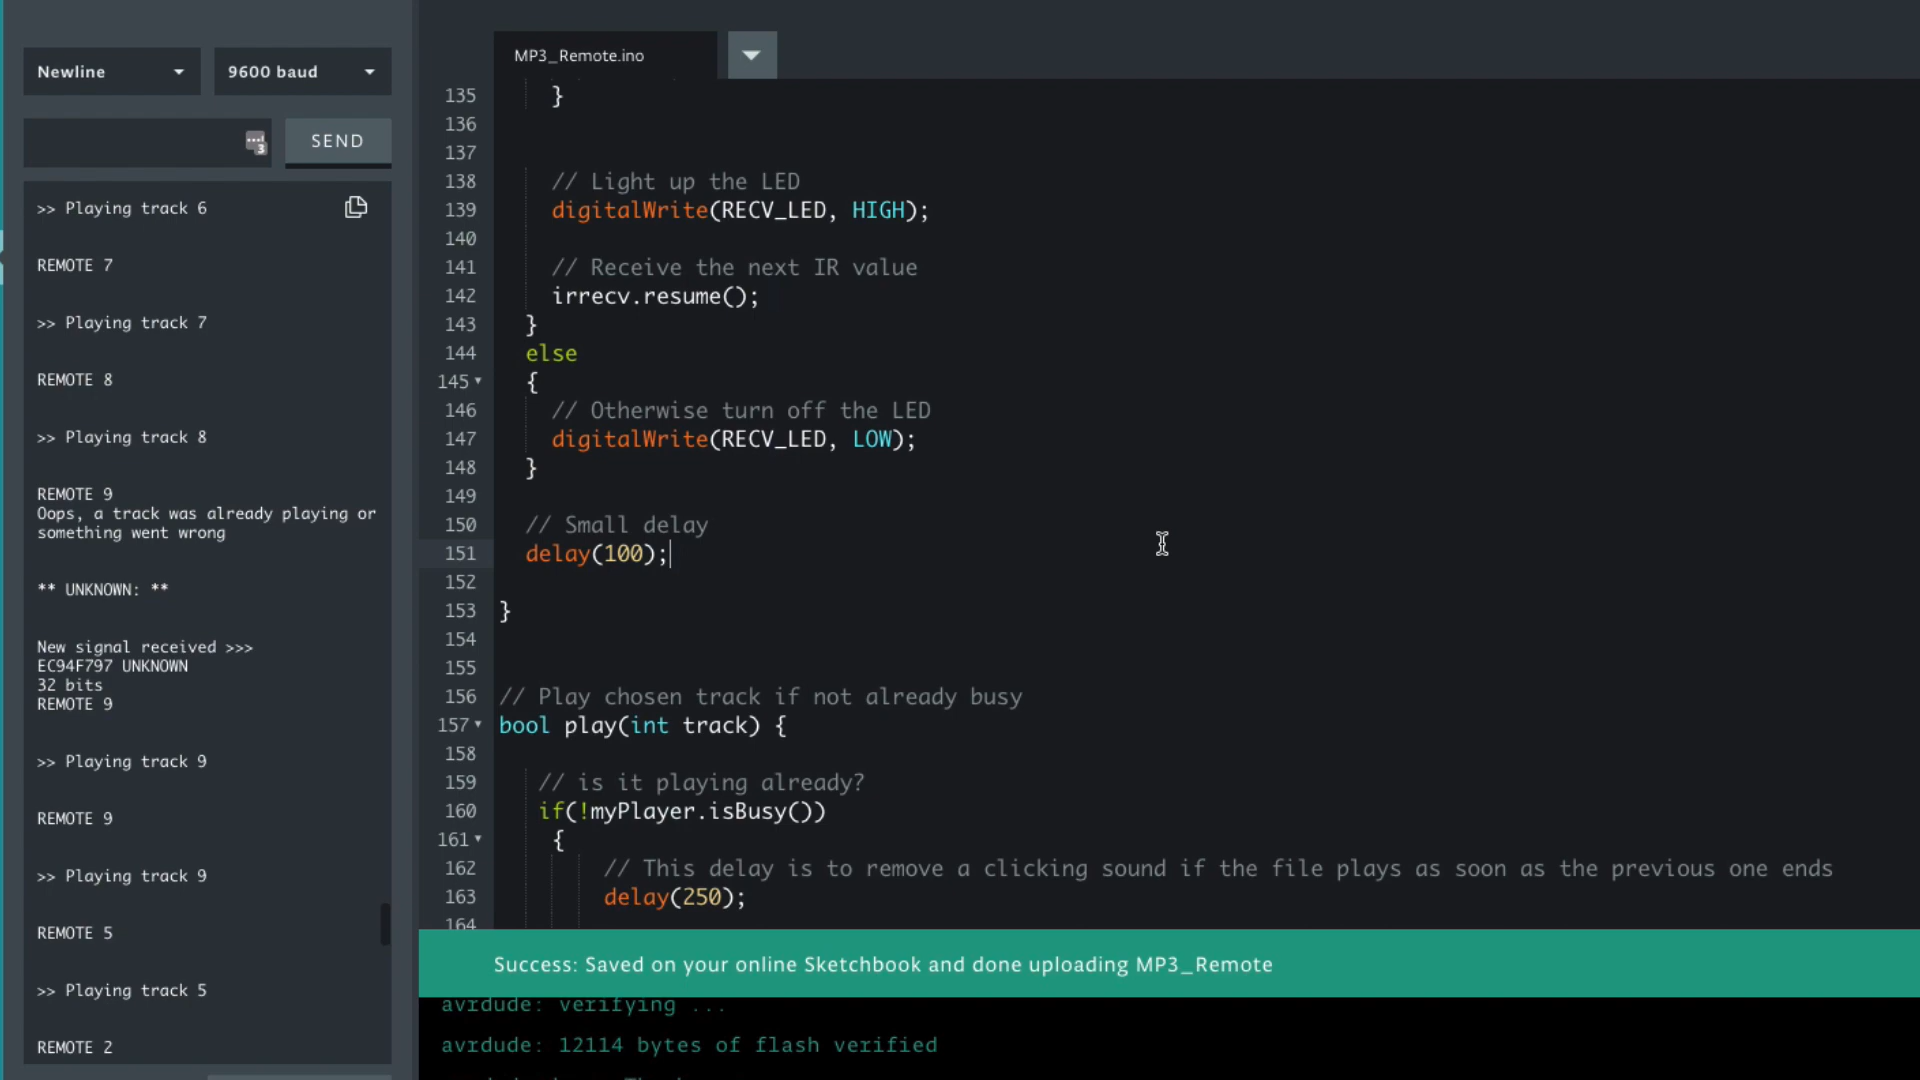 Newline
9600 baud
3
SEND
>> Playing track 6
REMOTE 7
>> Playing track 7
REMOTE 8
>> Playing track 8
REMOTE 9
Oops, a track was already playing or
something went wrong
** UNKNOWN: **
New signal received >>>
EC94F797 UNKNOWN
32 bits
REMOTE 9
>> Playing track 9
REMOTE 9
>> Playing track 9
REMOTE 5
>> Playing track 5
REMOTE 2
MP3_Remote.ino
135 }
136
137
138 // Light up the LED
139 digitalWrite(RECV_LED, HIGH);
140
141 // Receive the next IR value
142 irrecv.resume();
143 }
144 else
145 {
146 // Otherwise turn off the LED
147 digitalWrite(RECV_LED, LOW);
148 }
149
150 // Small delay
151 delay(100);
152
153 }
154
155
156 // Play chosen track if not already busy
157 bool play(int track) {
158
159 // is it playing already?
160 if(!myPlayer.isBusy())
161 {
162 // This delay is to remove a clicking sound if the file plays as soon as the previous one ends
163 delay(250);
164
Success: Saved on your online Sketchbook and done uploading MP3_Remote
avrdude: verifying ...
avrdude: 12114 bytes of flash verified